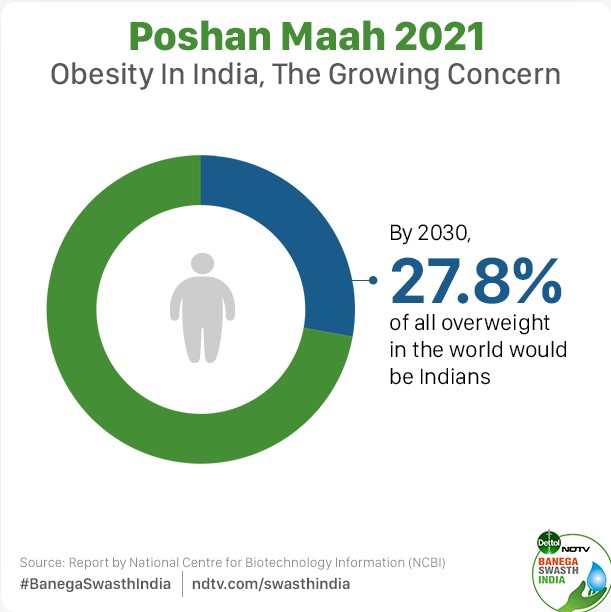 Poshan Maah 2021
Obesity In India, The Growing Concern
By 2030,
27.8%
of all overweight
in the world would
be Indians
Source: Report by National Centre for Biotechnology Information (NCBI)
#BanegaSwasthIndia | ndtv.com/swasthindia
Dettol NDTV
BANEGA
SWASTH
INDIA